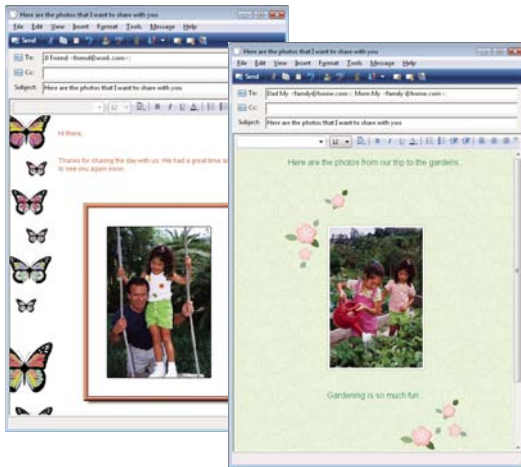 Here are the photos that I want to share with you
File Edit View Insert Format Tools Message Help
Send
To:
Cc:
Subject: Here are the photos that I want to share with you
12
Hi there,
Thanks for sharing the day with us. We had a great time
to see you again soon.
Here are the photos that I want to share with you
File Edit View Insert Format Tools Message Help
Send
To:
Cc:
Subject: Here are the photos that I want to share with you
12
Here are the photos from our trip to the gardens.
Gardening is so much fun.